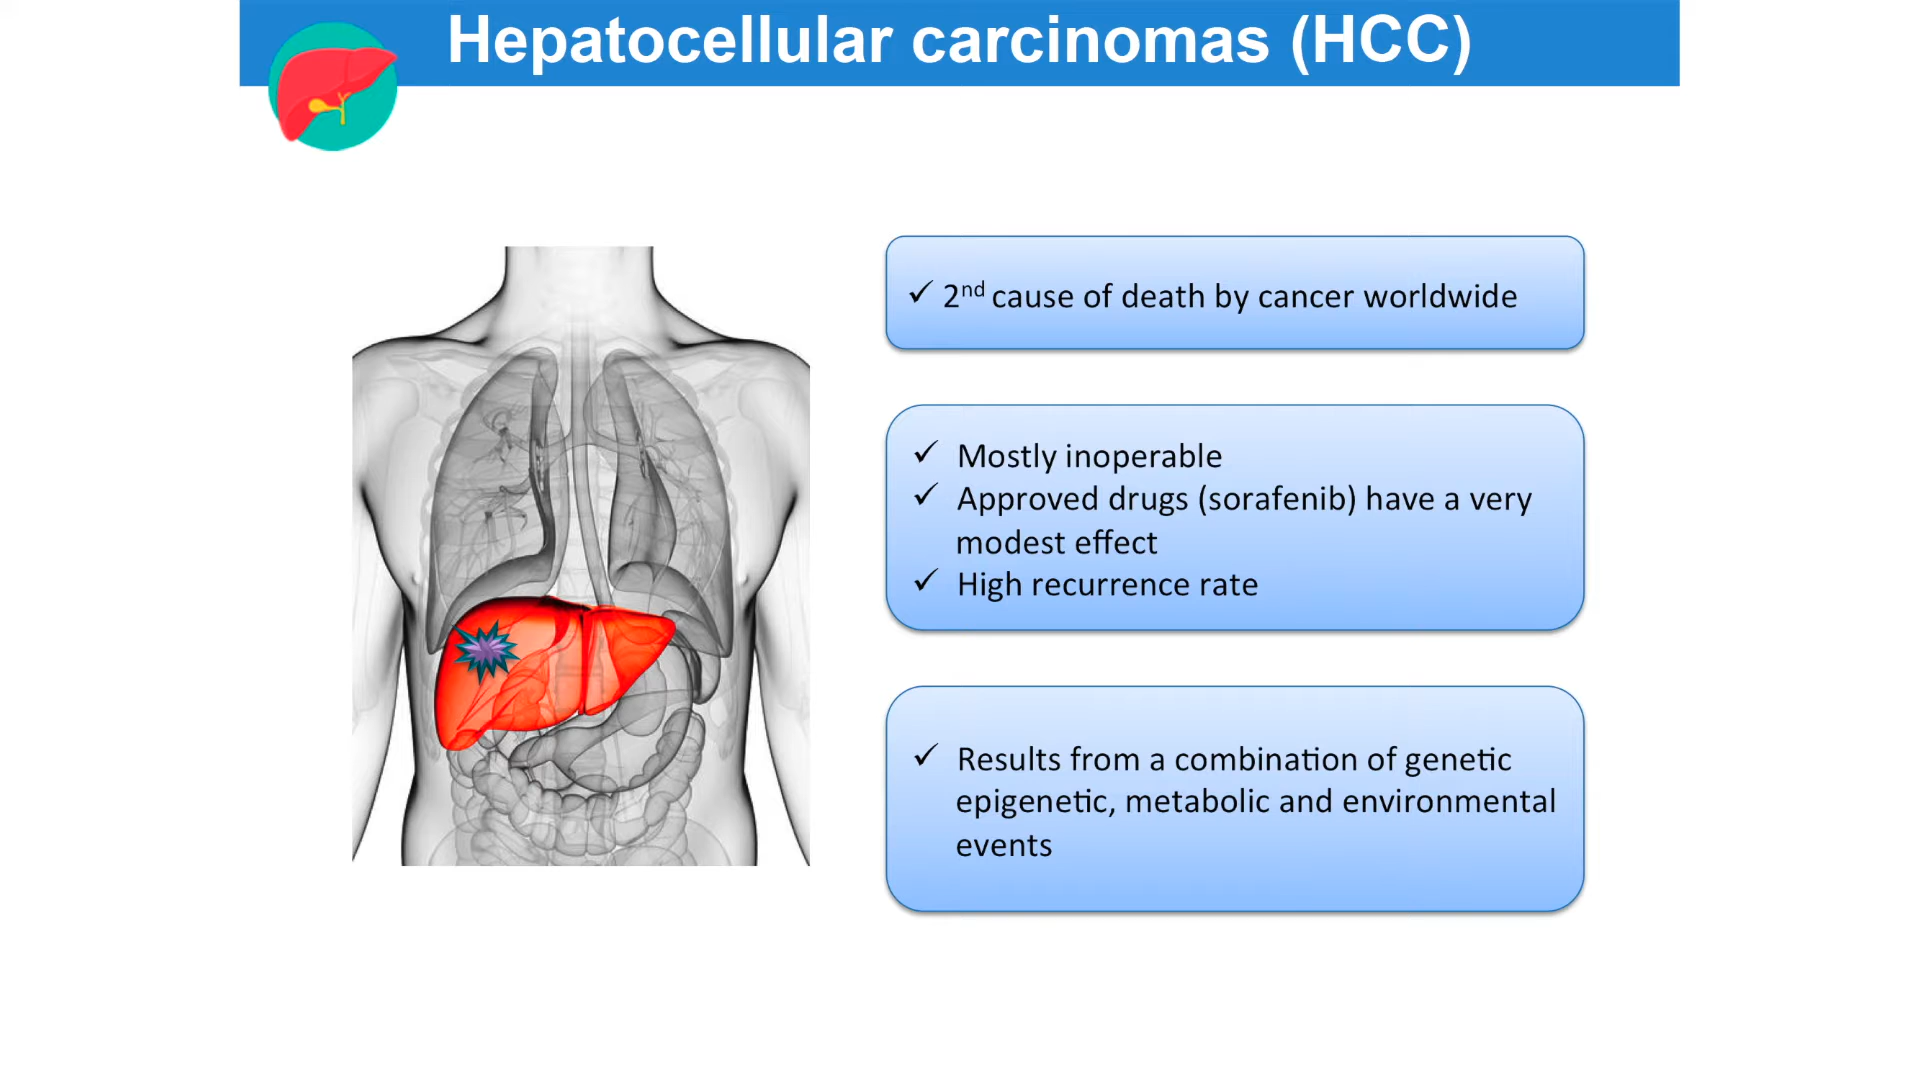 Hepatocellular carcinomas (HCC)
✓ 2nd cause of death by cancer worldwide
✓ Mostly inoperable
✓ Approved drugs (sorafenib) have a very
modest effect
✓ High recurrence rate
✓ Results from a combination of genetic
epigenetic, metabolic and environmental
events